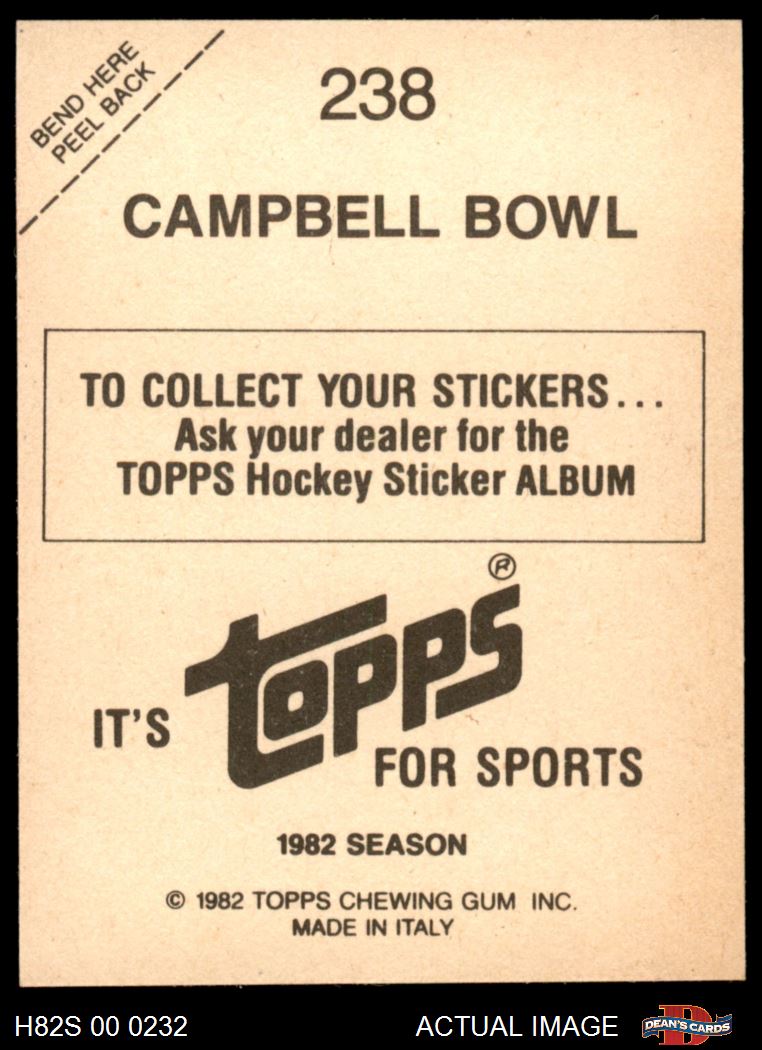 BEND HERE
PEEL BACK
238
CAMPBELL BOWL
TO COLLECT YOUR STICKERS...
Ask your dealer for the
TOPPS Hockey Sticker ALBUM
IT'S topps® FOR SPORTS
1982 SEASON
© 1982 TOPPS CHEWING GUM INC.
MADE IN ITALY
H82S 00 0232
ACTUAL IMAGE
D
DEAN'S CARDS